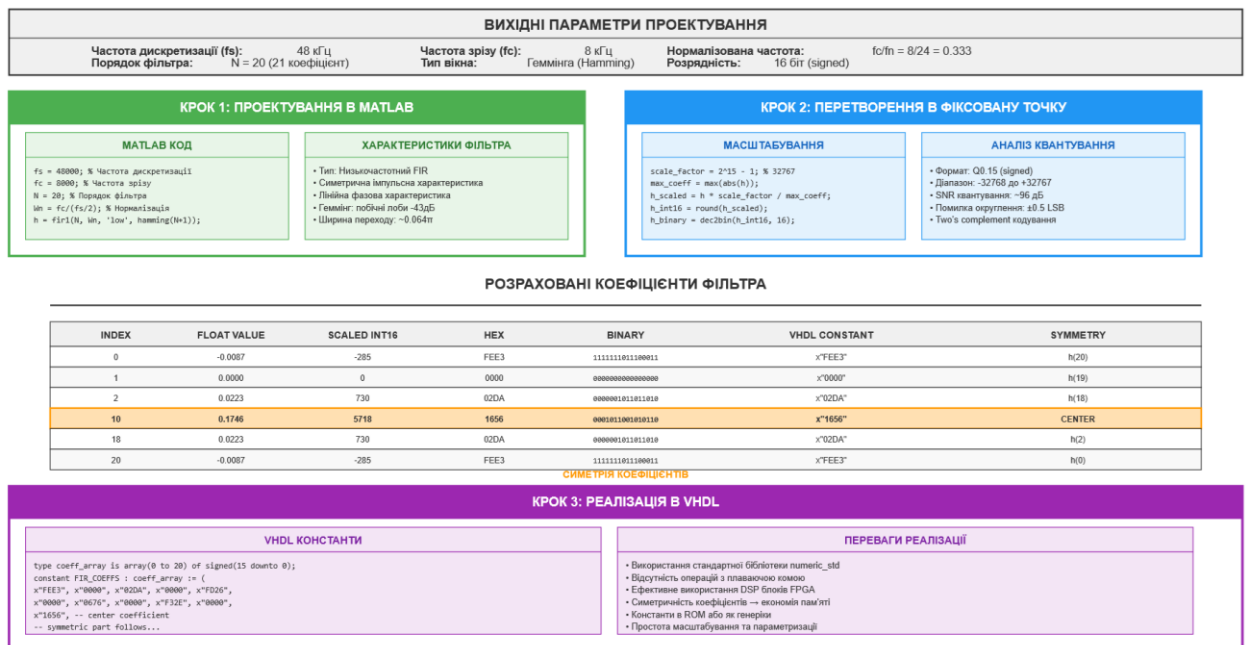 ВИХІДНІ ПАРАМЕТРИ ПРОЕКТУВАННЯ
Частота дискретизації (fs): 48 кГц Частота зрізу (fc): 8 кГц Нормалізована частота: fc/fn = 8/24 = 0.333
Порядок фільтра: N = 20 (21 коефіцієнт) Тип вікна: Геммінга (Hamming) Розрядність: 16 біт (signed)
КРОК 1: ПРОЕКТУВАННЯ В MATLAB
MATLAB КОД
fs = 48000; % Частота дискретизації
fc = 8000; % Частота зрізу
N = 20; % Порядок фільтра
Wn = fc/(fs/2); % Нормалізація
h = fir1(N, Wn, 'low', hamming(N+1));
ХАРАКТЕРИСТИКИ ФІЛЬТРА
• Тип: Низькочастотний FIR
• Симетрична імпульсна характеристика
• Лінійна фазова характеристика
• Геммінг: побічні лоби -43дБ
• Ширина переходу: ~0.064π
КРОК 2: ПЕРЕТВОРЕННЯ В ФІКСОВАНУ ТОЧКУ
МАСШТАБУВАННЯ
scale_factor = 2^15 - 1; % 32767
max_coeff = max(abs(h));
h_scaled = h * scale_factor / max_coeff;
h_int16 = round(h_scaled);
h_binary = dec2bin(h_int16, 16);
АНАЛІЗ КВАНТУВАННЯ
• Формат: Q0.15 (signed)
• Діапазон: -32768 до +32767
• SNR квантування: ~96 дБ
• Помилка округлення: ±0.5 LSB
• Two's complement кодування
РОЗРАХОВАНІ КОЕФІЦІЄНТИ ФІЛЬТРА
INDEX FLOAT VALUE SCALED INT16 HEX BINARY VHDL CONSTANT SYMMETRY
0 -0.0087 -285 FEE3 1111111011100011 x"FEE3" h(20)
1 0.0000 0 0000 0000000000000000 x"0000" h(19)
2 0.0223 730 02DA 0000001011011010 x"02DA" h(18)
10 0.1746 5718 1656 0001011001010110 x"1656" CENTER
18 0.0223 730 02DA 0000001011011010 x"02DA" h(2)
20 -0.0087 -285 FEE3 1111111011100011 x"FEE3" h(0)
СИМЕТРІЯ КОЕФІЦІЄНТІВ
КРОК 3: РЕАЛІЗАЦІЯ В VHDL
VHDL КОНСТАНТИ
type coeff_array is array(0 to 20) of signed(15 downto 0);
constant FIR_COEFFS : coeff_array := (
x"FEE3", x"0000", x"02DA", x"0000", x"FD26",
x"0000", x"0676", x"0000", x"F32E", x"0000",
x"1656", -- center coefficient
-- symmetric part follows...
ПЕРЕВАГИ РЕАЛІЗАЦІЇ
• Використання стандартної бібліотеки numeric_std
• Відсутність операцій з плаваючою комою
• Ефективне використання DSP блоків FPGA
• Симетричність коефіцієнтів → економія пам'яті
• Константи в ROM або як генеріки
• Простота масштабування та параметризації